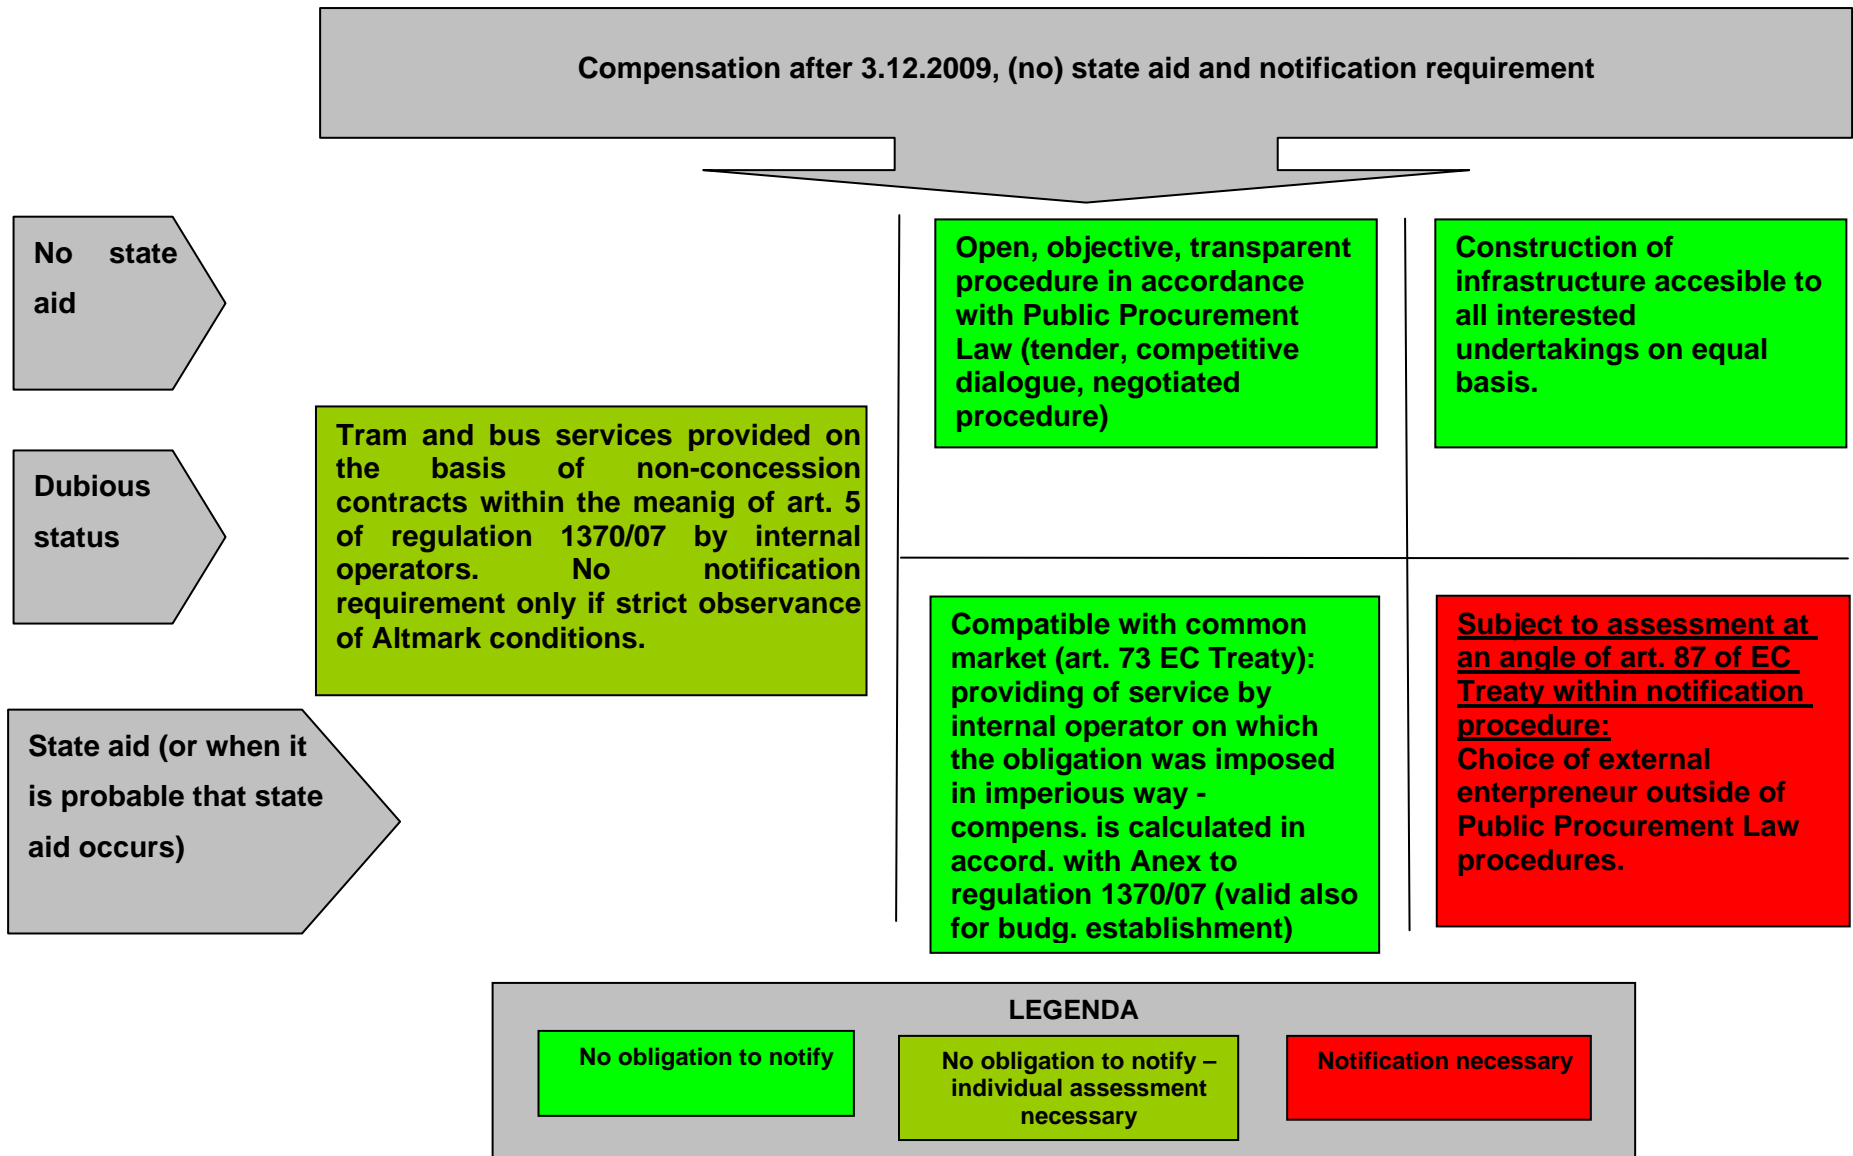 Compensation after 3.12.2009, (no) state aid and notification requirement
No state
aid
Open, objective, transparent
procedure in accordance
with Public Procurement
Law (tender, competitive
dialogue, negotiated
procedure)
Construction of
infrastructure accesible to
all interested
undertakings on equal
basis.
Dubious
status
Tram and bus services provided on
the basis of non-concession
contracts within the meanig of art. 5
of regulation 1370/07 by internal
operators. No notification
requirement only if strict observance
of Altmark conditions.
State aid (or when it
is probable that state
aid occurs)
Compatible with common
market (art. 73 EC Treaty):
providing of service by
internal operator on which
the obligation was imposed
in imperious way -
compens. is calculated in
accord. with Anex to
regulation 1370/07 (valid also
for budg. establishment)
Subject to assessment at
an angle of art. 87 of EC
Treaty within notification
procedure:
Choice of external
enterpreneur outside of
Public Procurement Law
procedures.
LEGENDA
No obligation to notify
No obligation to notify –
individual assessment
necessary
Notification necessary